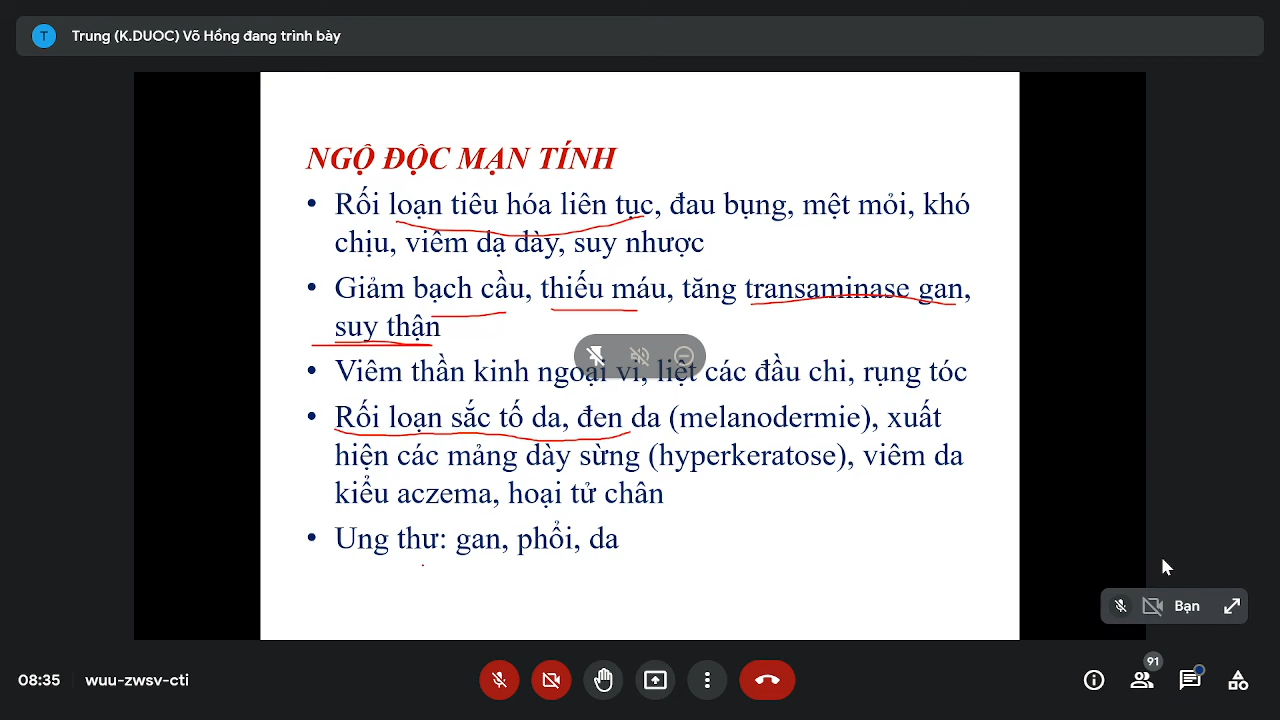 T Trung (K.DUOC) Võ Hồng đang trình bày
NGỘ ĐỘC MẠN TÍNH
• Rối loạn tiêu hóa liên tục, đau bụng, mệt mỏi, khó
chịu, viêm dạ dày, suy nhược
• Giảm bạch cầu, thiếu máu, tăng transaminase gan,
suy thận
• Viêm thần kinh ngoại vi, liệt các đầu chi, rụng tóc
• Rối loạn sắc tố da, đen da (melanodermie), xuất
hiện các mảng dày sừng (hyperkeratose), viêm da
kiểu aczema, hoại tử chân
• Ung thư: gan, phổi, da
Bạn
08:35 wuu-zwsv-cti
91